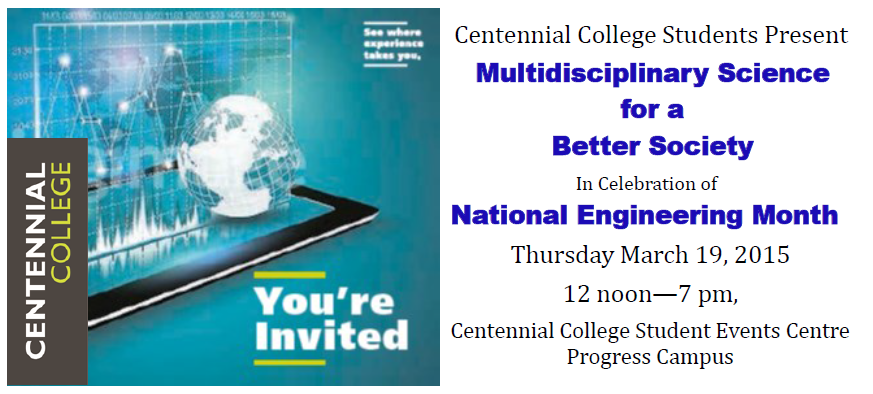 See where
experience
takes you,
CENTENNIAL
COLLEGE
You're
Invited
Centennial College Students Present
Multidisciplinary Science
for a
Better Society
In Celebration of
National Engineering Month
Thursday March 19, 2015
12 noon—7 pm,
Centennial College Student Events Centre
Progress Campus